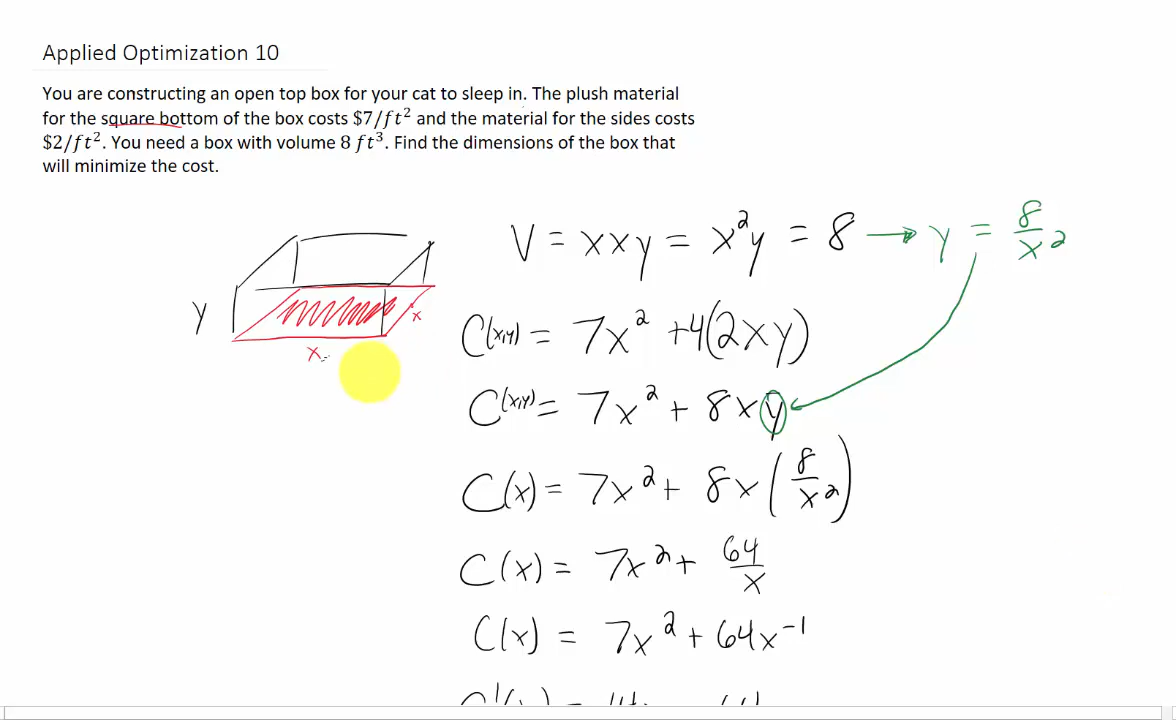 Applied Optimization 10
You are constructing an open top box for your cat to sleep in. The plush material
for the square bottom of the box costs $7/ft² and the material for the sides costs
$2/ft². You need a box with volume 8 ft³. Find the dimensions of the box that
will minimize the cost.
V = xxy = x²y = 8 → y = 8/x²
y
x
x
C(x,y) = 7x² + 4(2xy)
C(x,y) = 7x² + 8xy
C(x) = 7x² + 8x(8/x²)
C(x) = 7x² + 64/x
C(x) = 7x² + 64x⁻¹